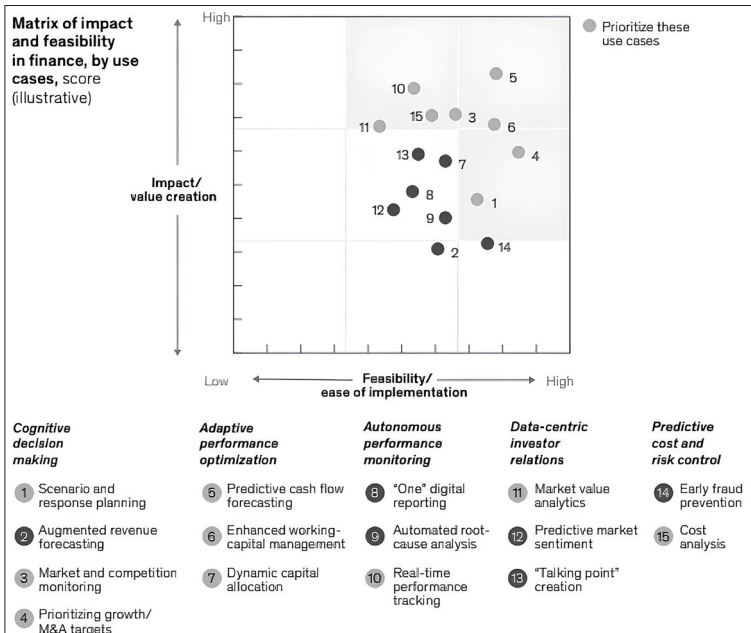 Matrix of impact
and feasibility
in finance, by use
cases, score
(illustrative)
High
Prioritize these
use cases
5
10
15
3
11
6
13
7
4
8
12
1
9
2
14
Impact/
value creation
Low
Feasibility/
ease of implementation
High
Cognitive
decision
making
1 Scenario and
response planning
2 Augmented revenue
forecasting
3 Market and competition
monitoring
4 Prioritizing growth/
M&A targets
Adaptive
performance
optimization
5 Predictive cash flow
forecasting
6 Enhanced working-
capital management
7 Dynamic capital
allocation
Autonomous
performance
monitoring
8 "One" digital
reporting
9 Automated root-
cause analysis
10 Real-time
performance
tracking
Data-centric
investor
relations
11 Market value
analytics
12 Predictive market
sentiment
13 "Talking point"
creation
Predictive
cost and
risk control
14 Early fraud
prevention
15 Cost
analysis